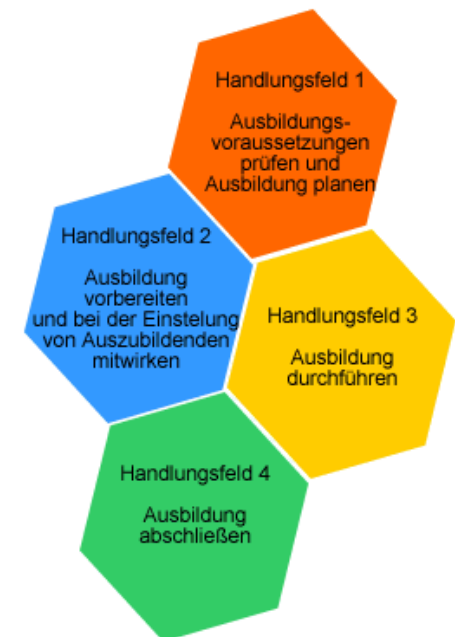 Handlungsfeld 1
Ausbildungs-
voraussetzungen
prüfen und
Ausbildung planen
Handlungsfeld 2
Ausbildung
vorbereiten
und bei der Einstelung
von Auszubildenden
mitwirken
Handlungsfeld 3
Ausbildung
durchführen
Handlungsfeld 4
Ausbildung
abschließen